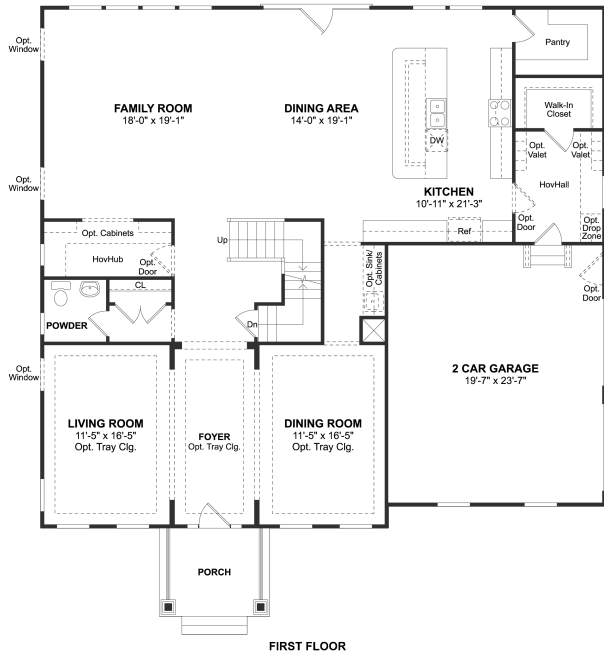 Opt.
Window
Pantry
FAMILY ROOM
18'-0" x 19'-1"
DINING AREA
14'-0" x 19'-1"
Walk-In
Closet
DW
Opt.
Valet
Opt.
Valet
Opt.
Window
KITCHEN
10'-11" x 21'-3"
HovHall
Opt.
Door
Opt.
Drop
Zone
Ref
Opt. Cabinets
HovHub
Opt.
Door
Up
Opt. Sink/
Cabinets
CL
Opt.
Door
POWDER
Dn
Opt.
Window
2 CAR GARAGE
19'-7" x 23'-7"
LIVING ROOM
11'-5" x 16'-5"
Opt. Tray Clg.
FOYER
Opt. Tray Clg.
DINING ROOM
11'-5" x 16'-5"
Opt. Tray Clg.
PORCH
FIRST FLOOR